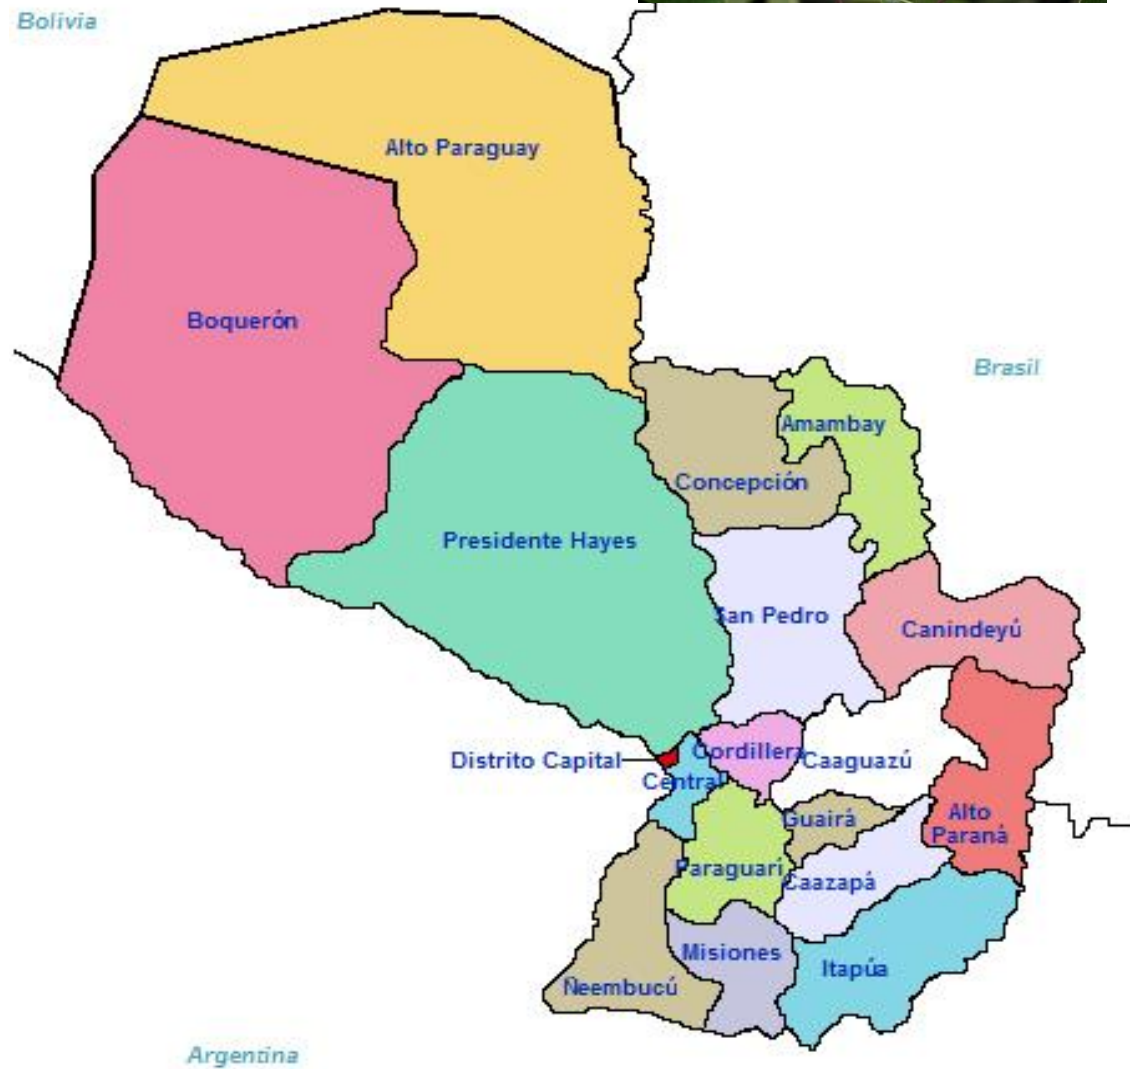 Bolivia
Alto Paraguay
Boquerón
Brasil
Amambay
Concepción
Presidente Hayes
San Pedro
Canindeyú
Distrito Capital
Cordillera
Caaguazú
Central
Guairá
Alto
Paraná
Paraguarí
Caazapá
Misiones
Itapúa
Ñeembucú
Argentina